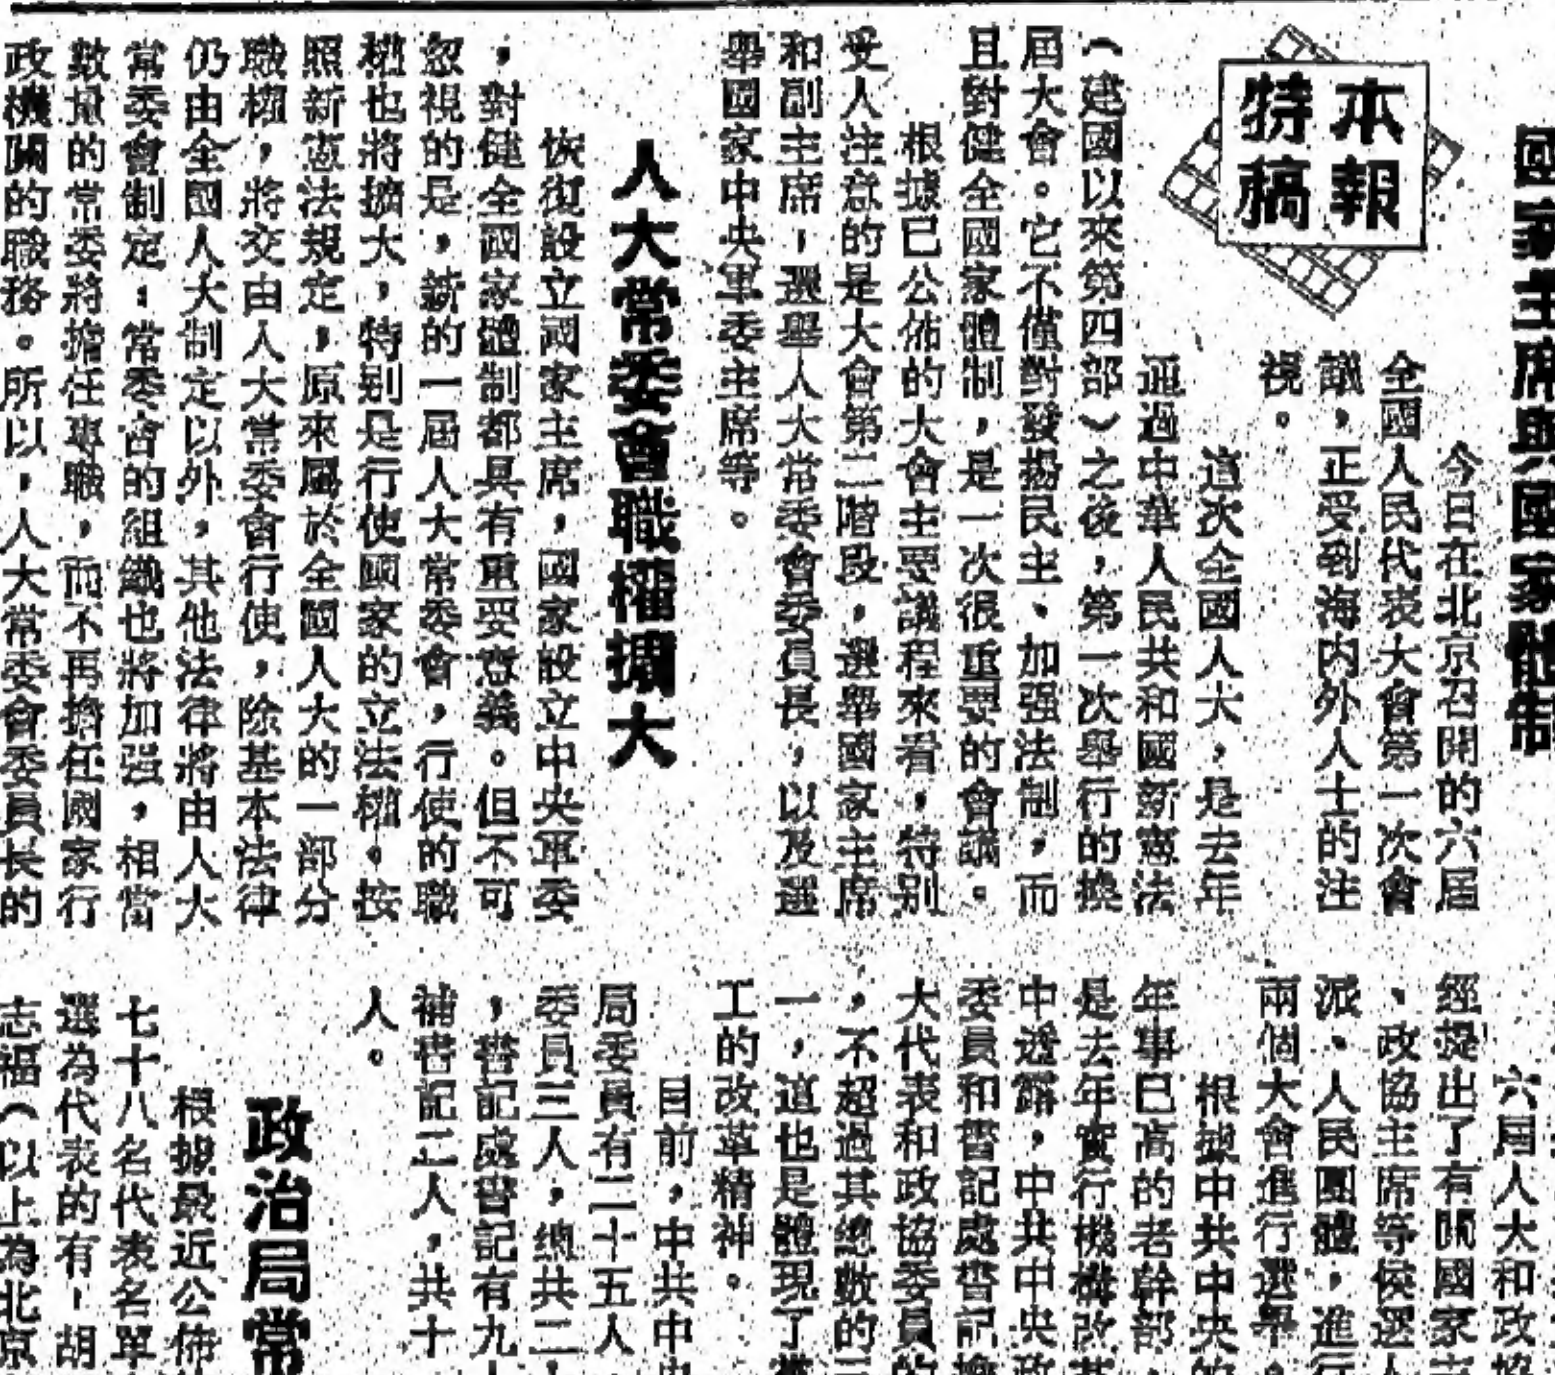 國家主席與國家體制
本報
特稿
今日在北京召開的六屆
全國人民代表大會第一次會
議，正受到海內外人士的注
視。
這次全國人大，是去年
通過中華人民共和國新憲法
（建國以來第四部）之後，第一次舉行的換
屆大會。它不僅對發揚民主、加强法制，而
且對健全國家體制，是一次很重要的會議。
根據已公佈的大會主要議程來看，特別
受人注意的是大會第二階段，選舉國家主席
和副主席，選舉人大常委會委員長，以及選
舉國家中央軍委主席等。
人大常委會職權擴大
恢復設立國家主席，國家設立中央軍委
，對健全國家體制都具有重要意義。但不可
忽視的是，新的一屆人大常委會，行使的職
權也將擴大，特別是行使國家的立法權。按
照新憲法規定，原來屬於全國人大的一部分
職權，將交由人大常委會行使，除基本法律
仍由全國人大制定以外，其他法律將由人大
常委會制定；常委會的組織也將加强，相當
數量的常委將擔任專職，而不再擔任國家行
政機關的職務。所以，人大常委會委員長的
六屆人大和政協
經提出了有關國家主
、政協主席等侯選人
派、人民團體，進行
兩個大會進行選舉。
根據中共中央的
年事已高的老幹部，
是去年實行機構改革
中透露，中共中央政
委員和書記處書記擔
大代表和政協委員的
，不超過其總數的三
一，這也是體現了黨
工的改革精神。
目前，中共中央
局委員有二十五人
委員三人，總共二十
，書記處書記有九
補書記二人，共十
人。
政治局常
根據最近公佈
七十八名代表名單
選為代表的有，胡
志福（以上為北京